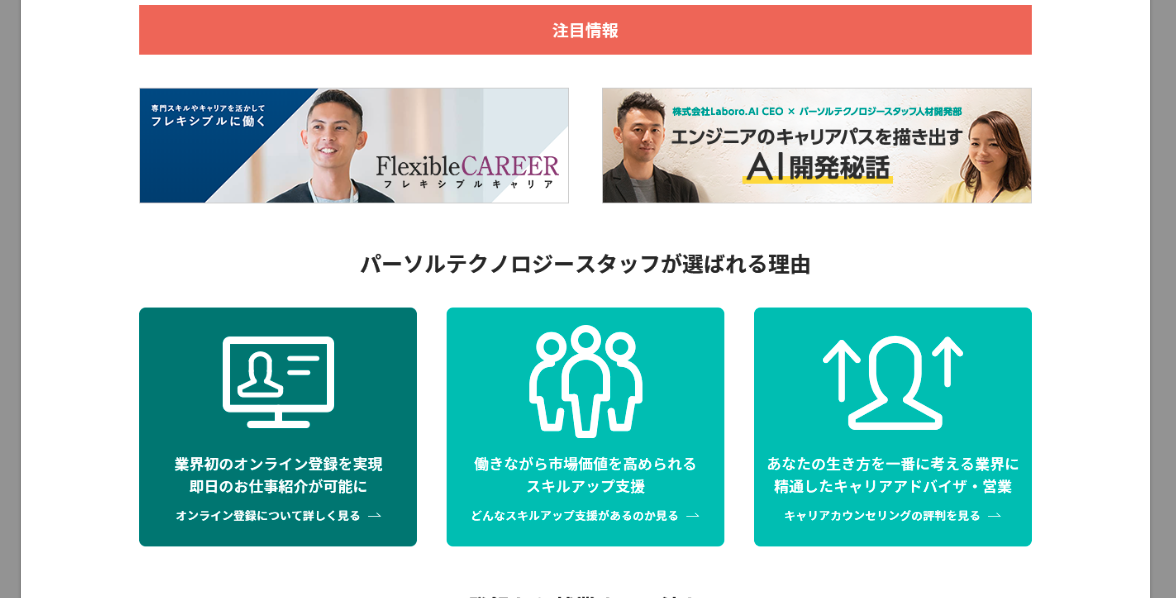 注目情報
専門スキルやキャリアを活かして
フレキシブルに働く
FlexibleCAREER
フレキシブルキャリア
株式会社Laboro.AI CEO × パーソルテクノロジースタッフ人材開発部
エンジニアのキャリアパスを描き出す
AI開発秘話
パーソルテクノロジースタッフが選ばれる理由
業界初のオンライン登録を実現
即日のお仕事紹介が可能に
オンライン登録について詳しく見る
働きながら市場価値を高められる
スキルアップ支援
どんなスキルアップ支援があるのか見る
あなたの生き方を一番に考える業界に
精通したキャリアアドバイザ・営業
キャリアカウンセリングの評判を見る